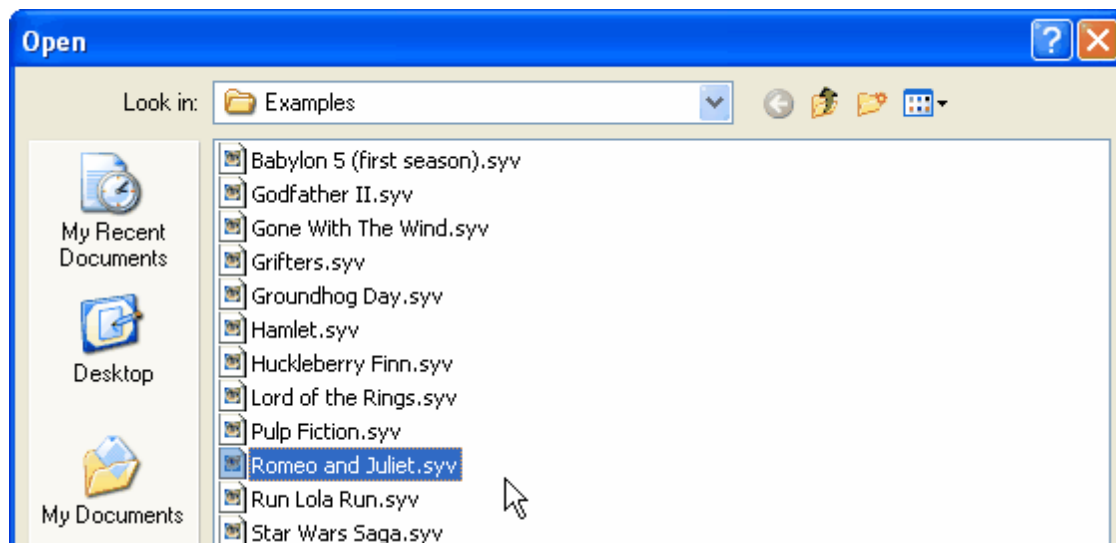 Open
Look in: Examples
My Recent
Documents
Desktop
My Documents
Babylon 5 (first season).syv
Godfather II.syv
Gone With The Wind.syv
Grifters.syv
Groundhog Day.syv
Hamlet.syv
Huckleberry Finn.syv
Lord of the Rings.syv
Pulp Fiction.syv
Romeo and Juliet.syv
Run Lola Run.syv
Star Wars Saga.syv